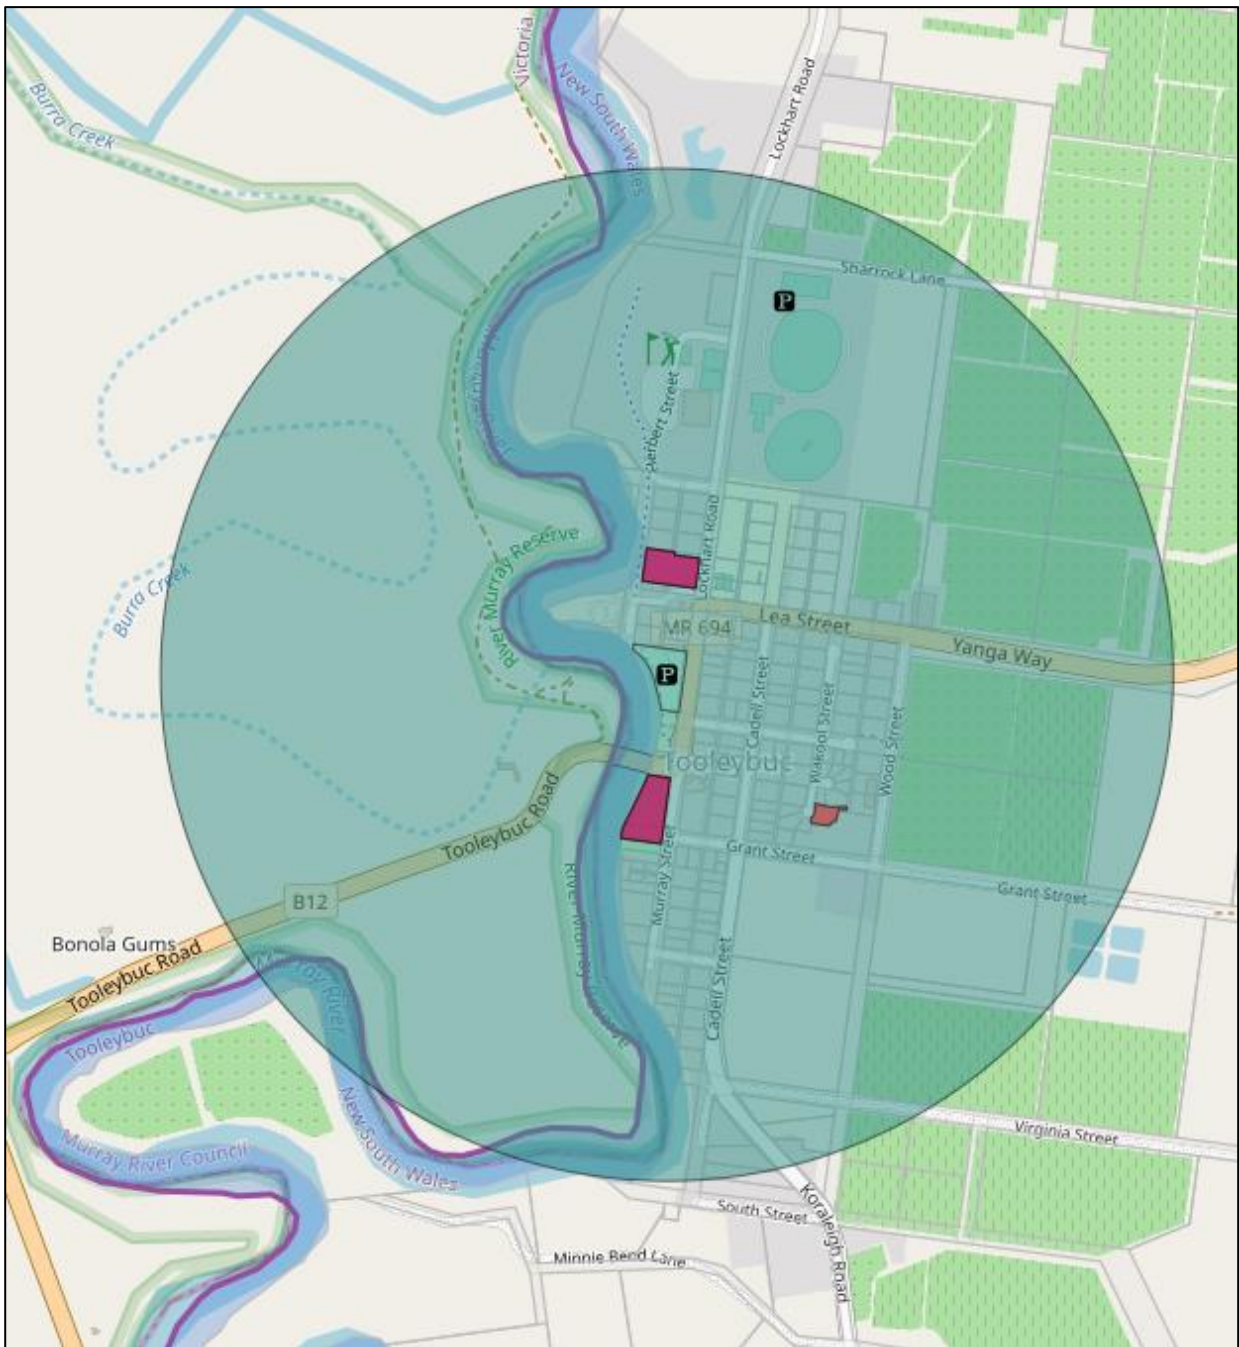 Victoria
New South Wales
Lockhart Road
Burra Creek
Sharrock Lane
P
Herbert Street
Lockhart Road
River Murray Reserve
Burra Creek
MR 694
Lea Street
Yanga Way
P
Cadell Street
Wakool Street
Wood Street
Tooleybuc
Tooleybuc Road
Grant Street
Grant Street
Murray Street
River Murray Reserve
B12
Bonola Gums
Tooleybuc Road
Murray River
Cadell Street
Tooleybuc
New South Wales
Murray River Council
Virginia Street
South Street
Koraleigh Road
Minnie Bend Lane